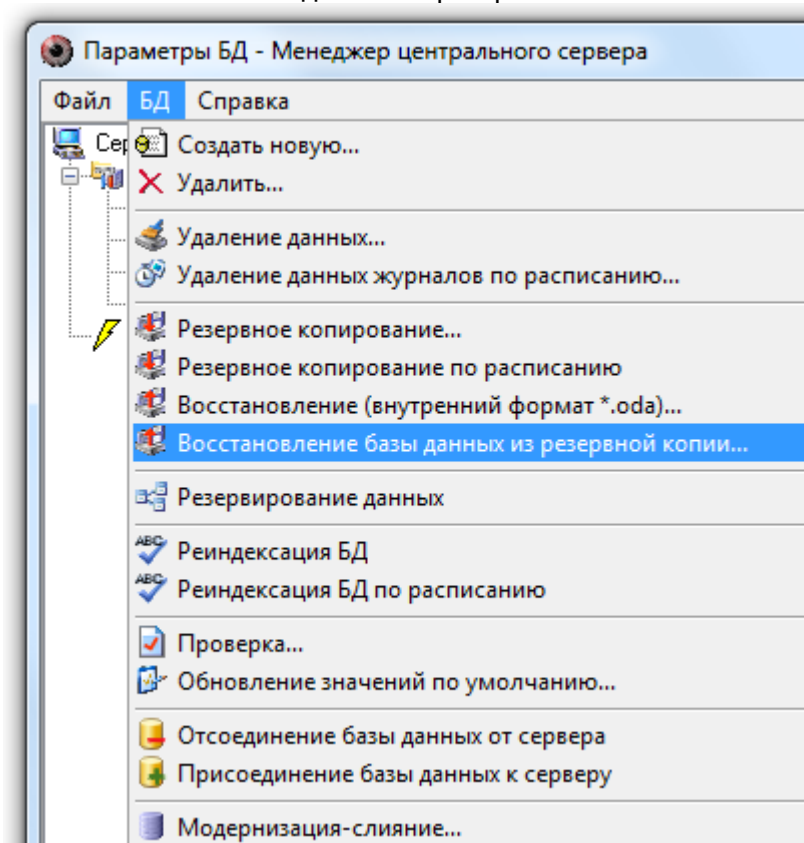 Параметры БД - Менеджер центрального сервера
Файл БД Справка
Создать новую...
Удалить...
Удаление данных...
Удаление данных журналов по расписанию...
Резервное копирование...
Резервное копирование по расписанию
Восстановление (внутренний формат *.oda)...
Восстановление базы данных из резервной копии...
Резервирование данных
Реиндексация БД
Реиндексация БД по расписанию
Проверка...
Обновление значений по умолчанию...
Отсоединение базы данных от сервера
Присоединение базы данных к серверу
Модернизация-слияние...